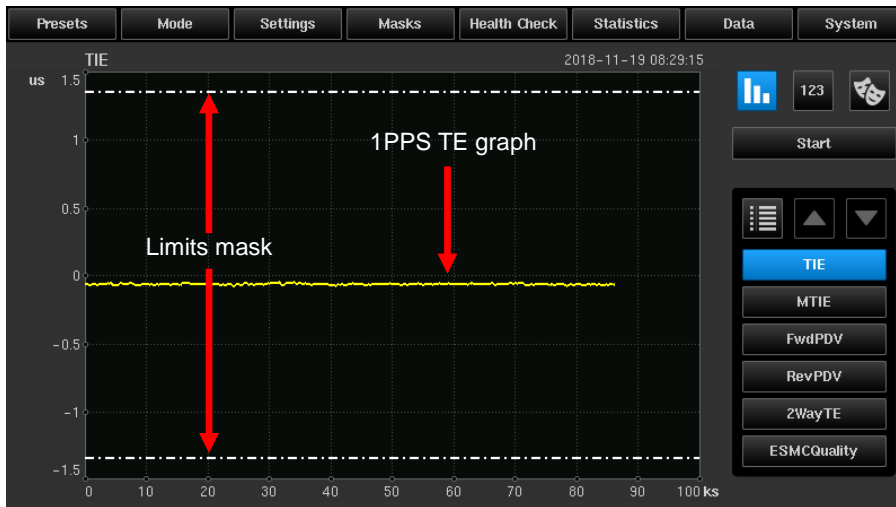 Presets Mode Settings Masks Health Check Statistics Data System
TIE 2018-11-19 08:29:15
us 1.5
1
0.5
0
-0.5
-1
-1.5
0 10 20 30 40 50 60 70 80 90 100 ks
1PPS TE graph
Limits mask
123
Start
TIE
MTIE
FwdPDV
RevPDV
2WayTE
ESMCQuality